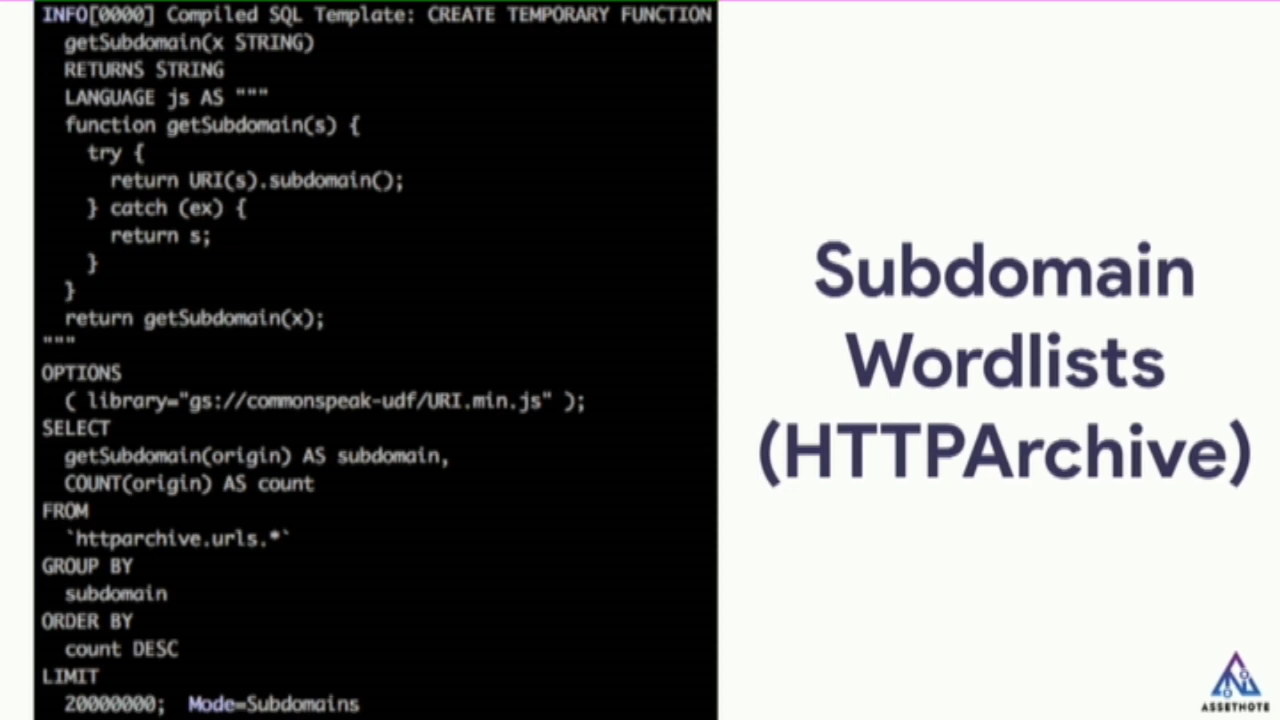 INFO[0000] Compiled SQL Template: CREATE TEMPORARY FUNCTION
getSubdomain(x STRING)
RETURNS STRING
LANGUAGE js AS """
function getSubdomain(s) {
try {
return URI(s).subdomain();
} catch (ex) {
return s;
}
}
return getSubdomain(x);
"""
OPTIONS
( library="gs://commonspeak-udf/URI.min.js" );
SELECT
getSubdomain(origin) AS subdomain,
COUNT(origin) AS count
FROM
`httparchive.urls.*`
GROUP BY
subdomain
ORDER BY
count DESC
LIMIT
20000000;  Mode=Subdomains
Subdomain
Wordlists
(HTTPArchive)
ASSETNOTE